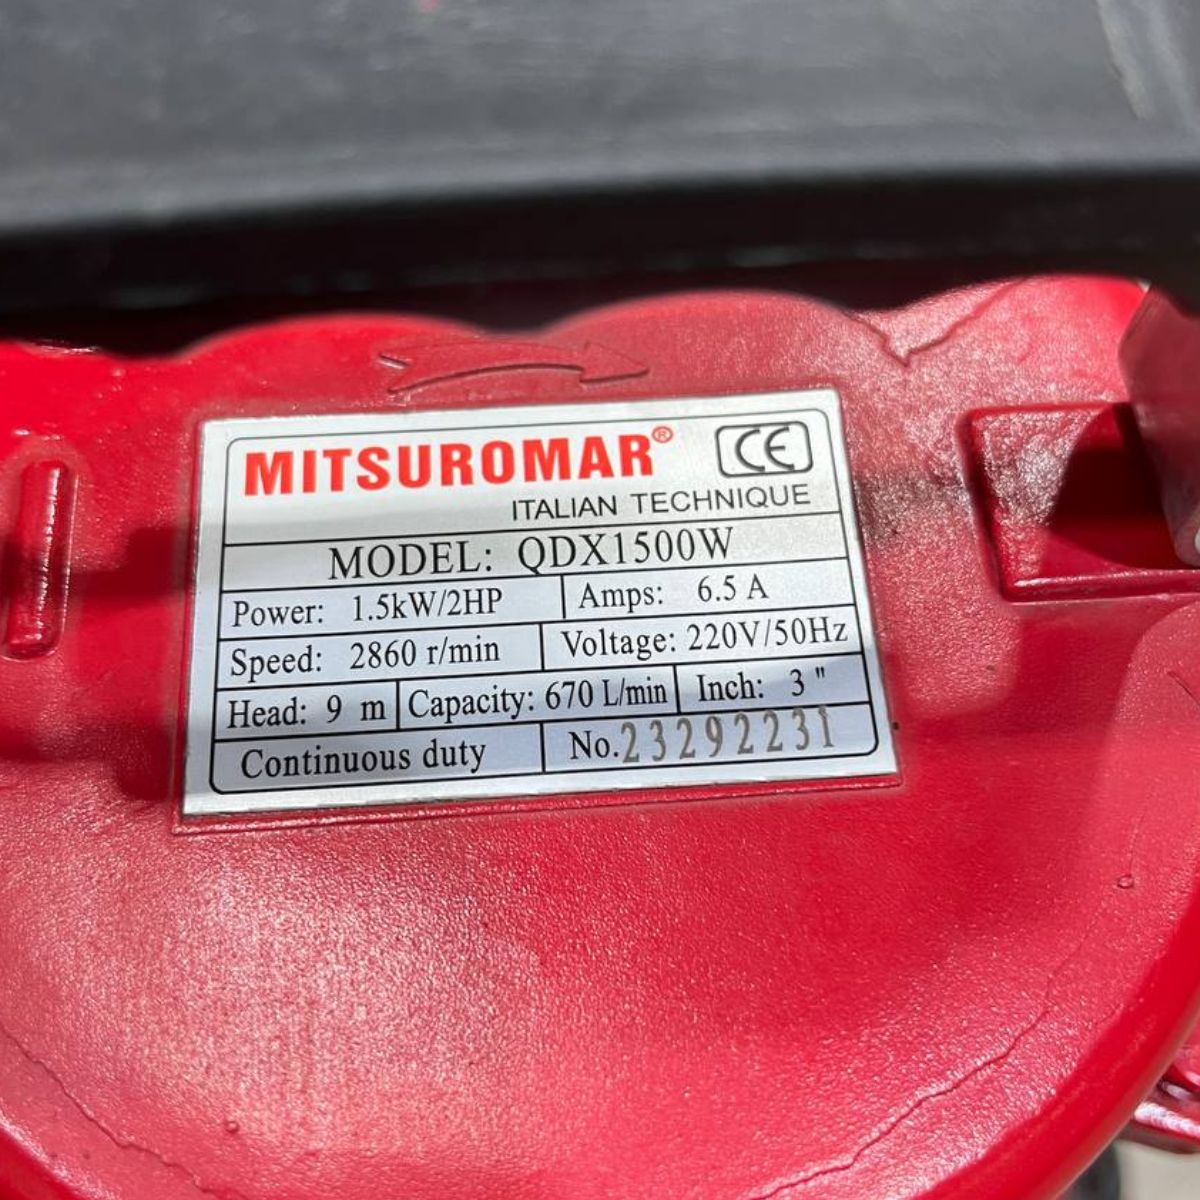 MITSUROMAR® CE
ITALIAN TECHNIQUE
MODEL: QDX1500W
Power: 1.5kW/2HP Amps: 6.5 A
Speed: 2860 r/min Voltage: 220V/50Hz
Head: 9 m Capacity: 670 L/min Inch: 3 "
Continuous duty No.23292231